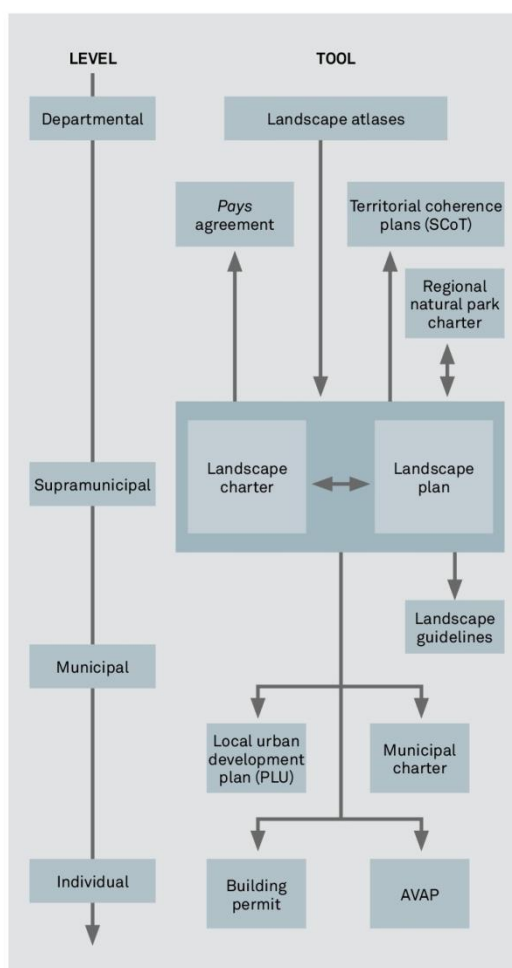 LEVEL
TOOL
Departmental
Landscape atlases
Pays
agreement
Territorial coherence
plans (SCoT)
Regional
natural park
charter
Supramunicipal
Landscape
charter
Landscape
plan
Landscape
guidelines
Municipal
Local urban
development
plan (PLU)
Municipal
charter
Individual
Building
permit
AVAP